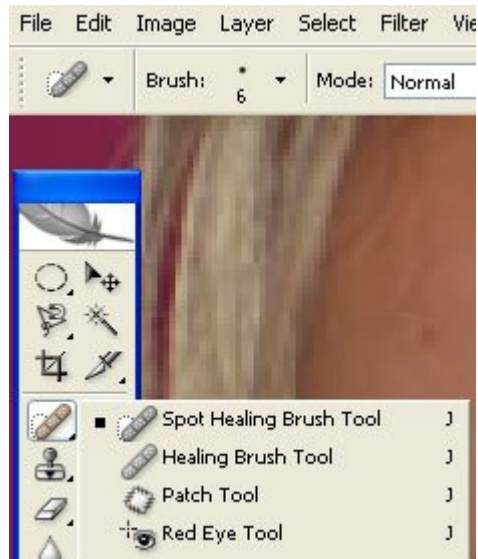 File Edit Image Layer Select Filter Vie
Brush: 6 Mode: Normal
Spot Healing Brush Tool J
Healing Brush Tool J
Patch Tool J
Red Eye Tool J